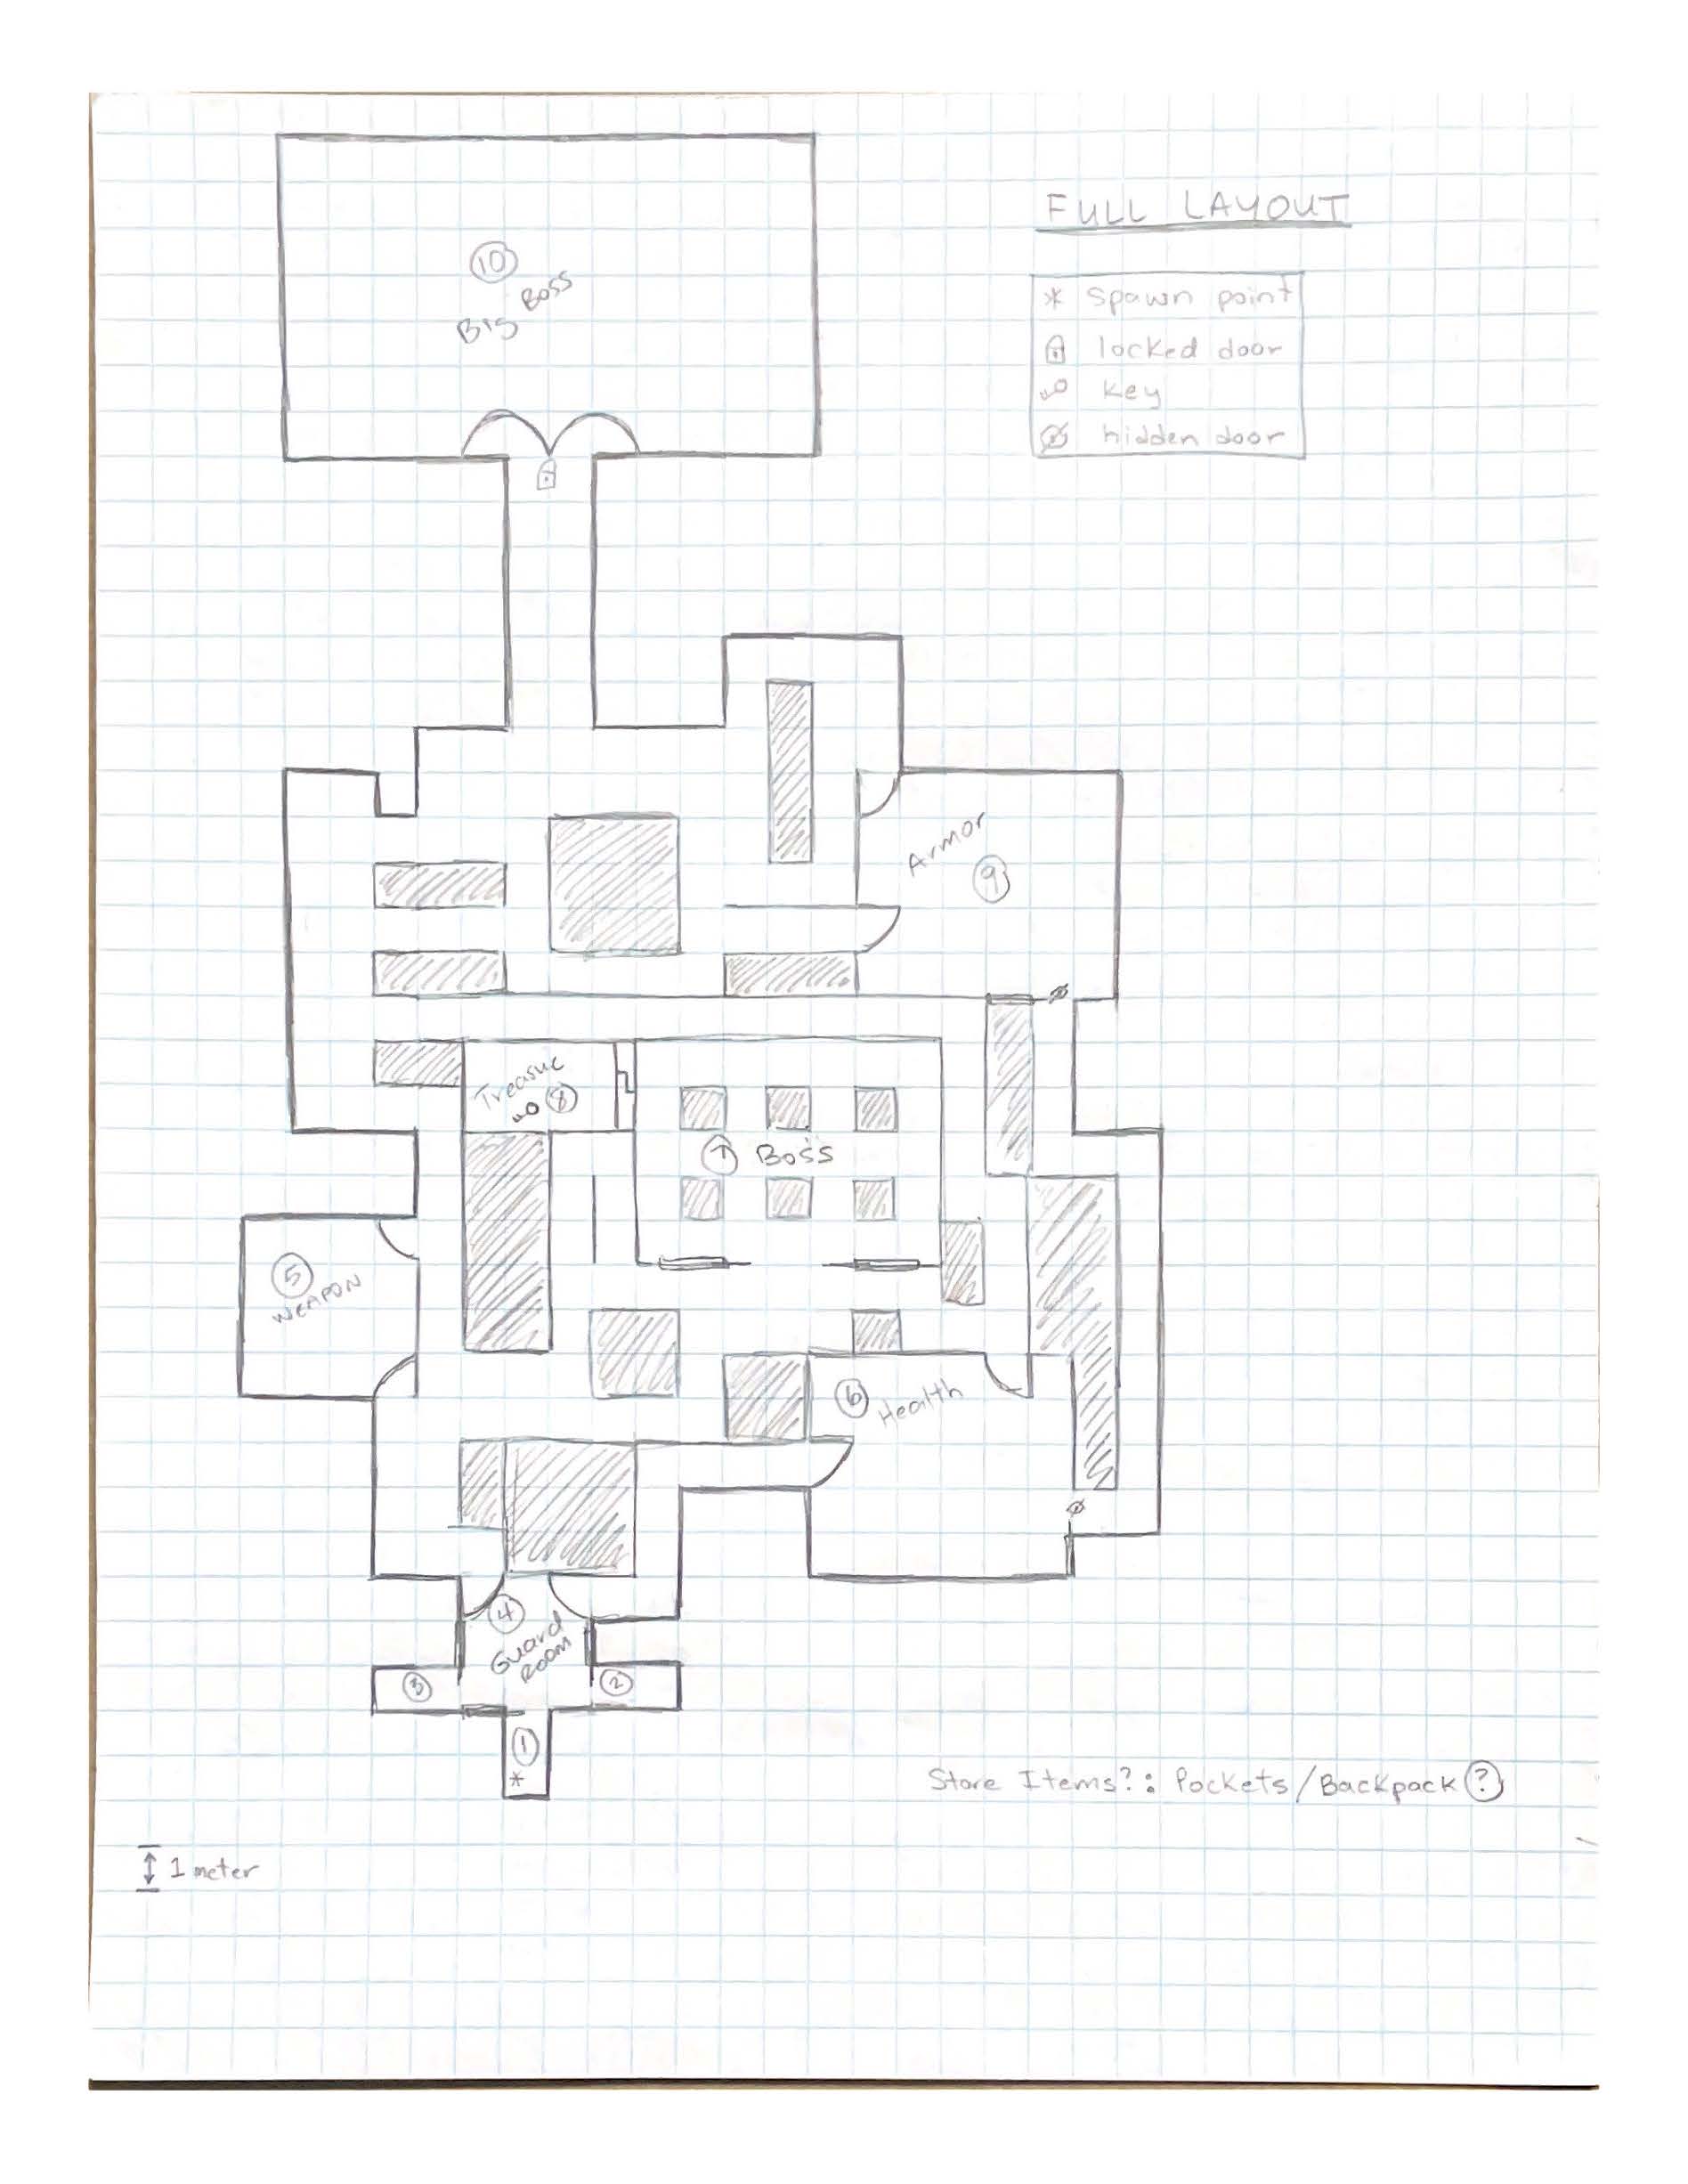 FULL LAYOUT
* spawn point
locked door
key
hidden door
10
Big Boss
Armor
9
Treasue
8
7 Boss
5
WEAPON
6
Health
4
Guard
Room
3
2
1
*
Store Items?: Pockets/Backpack ?
1 meter